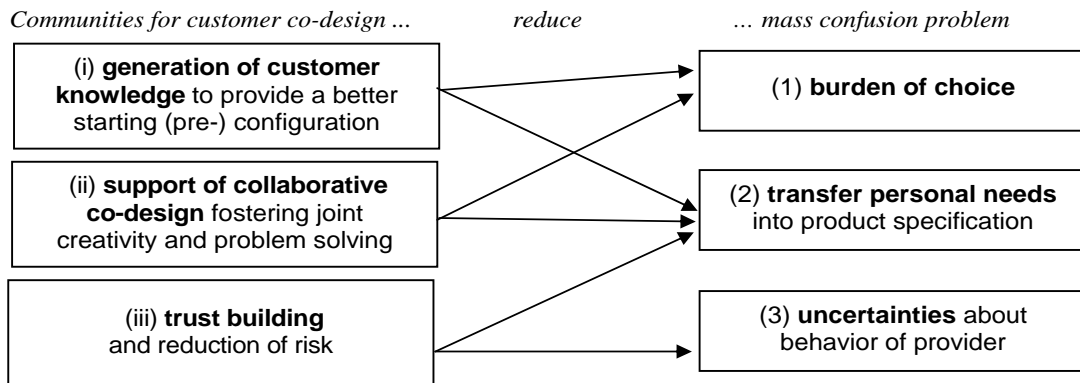 Communities for customer co-design ... reduce ... mass confusion problem
(i) generation of customer
knowledge to provide a better
starting (pre-) configuration
(1) burden of choice
(ii) support of collaborative
co-design fostering joint
creativity and problem solving
(2) transfer personal needs
into product specification
(iii) trust building
and reduction of risk
(3) uncertainties about
behavior of provider